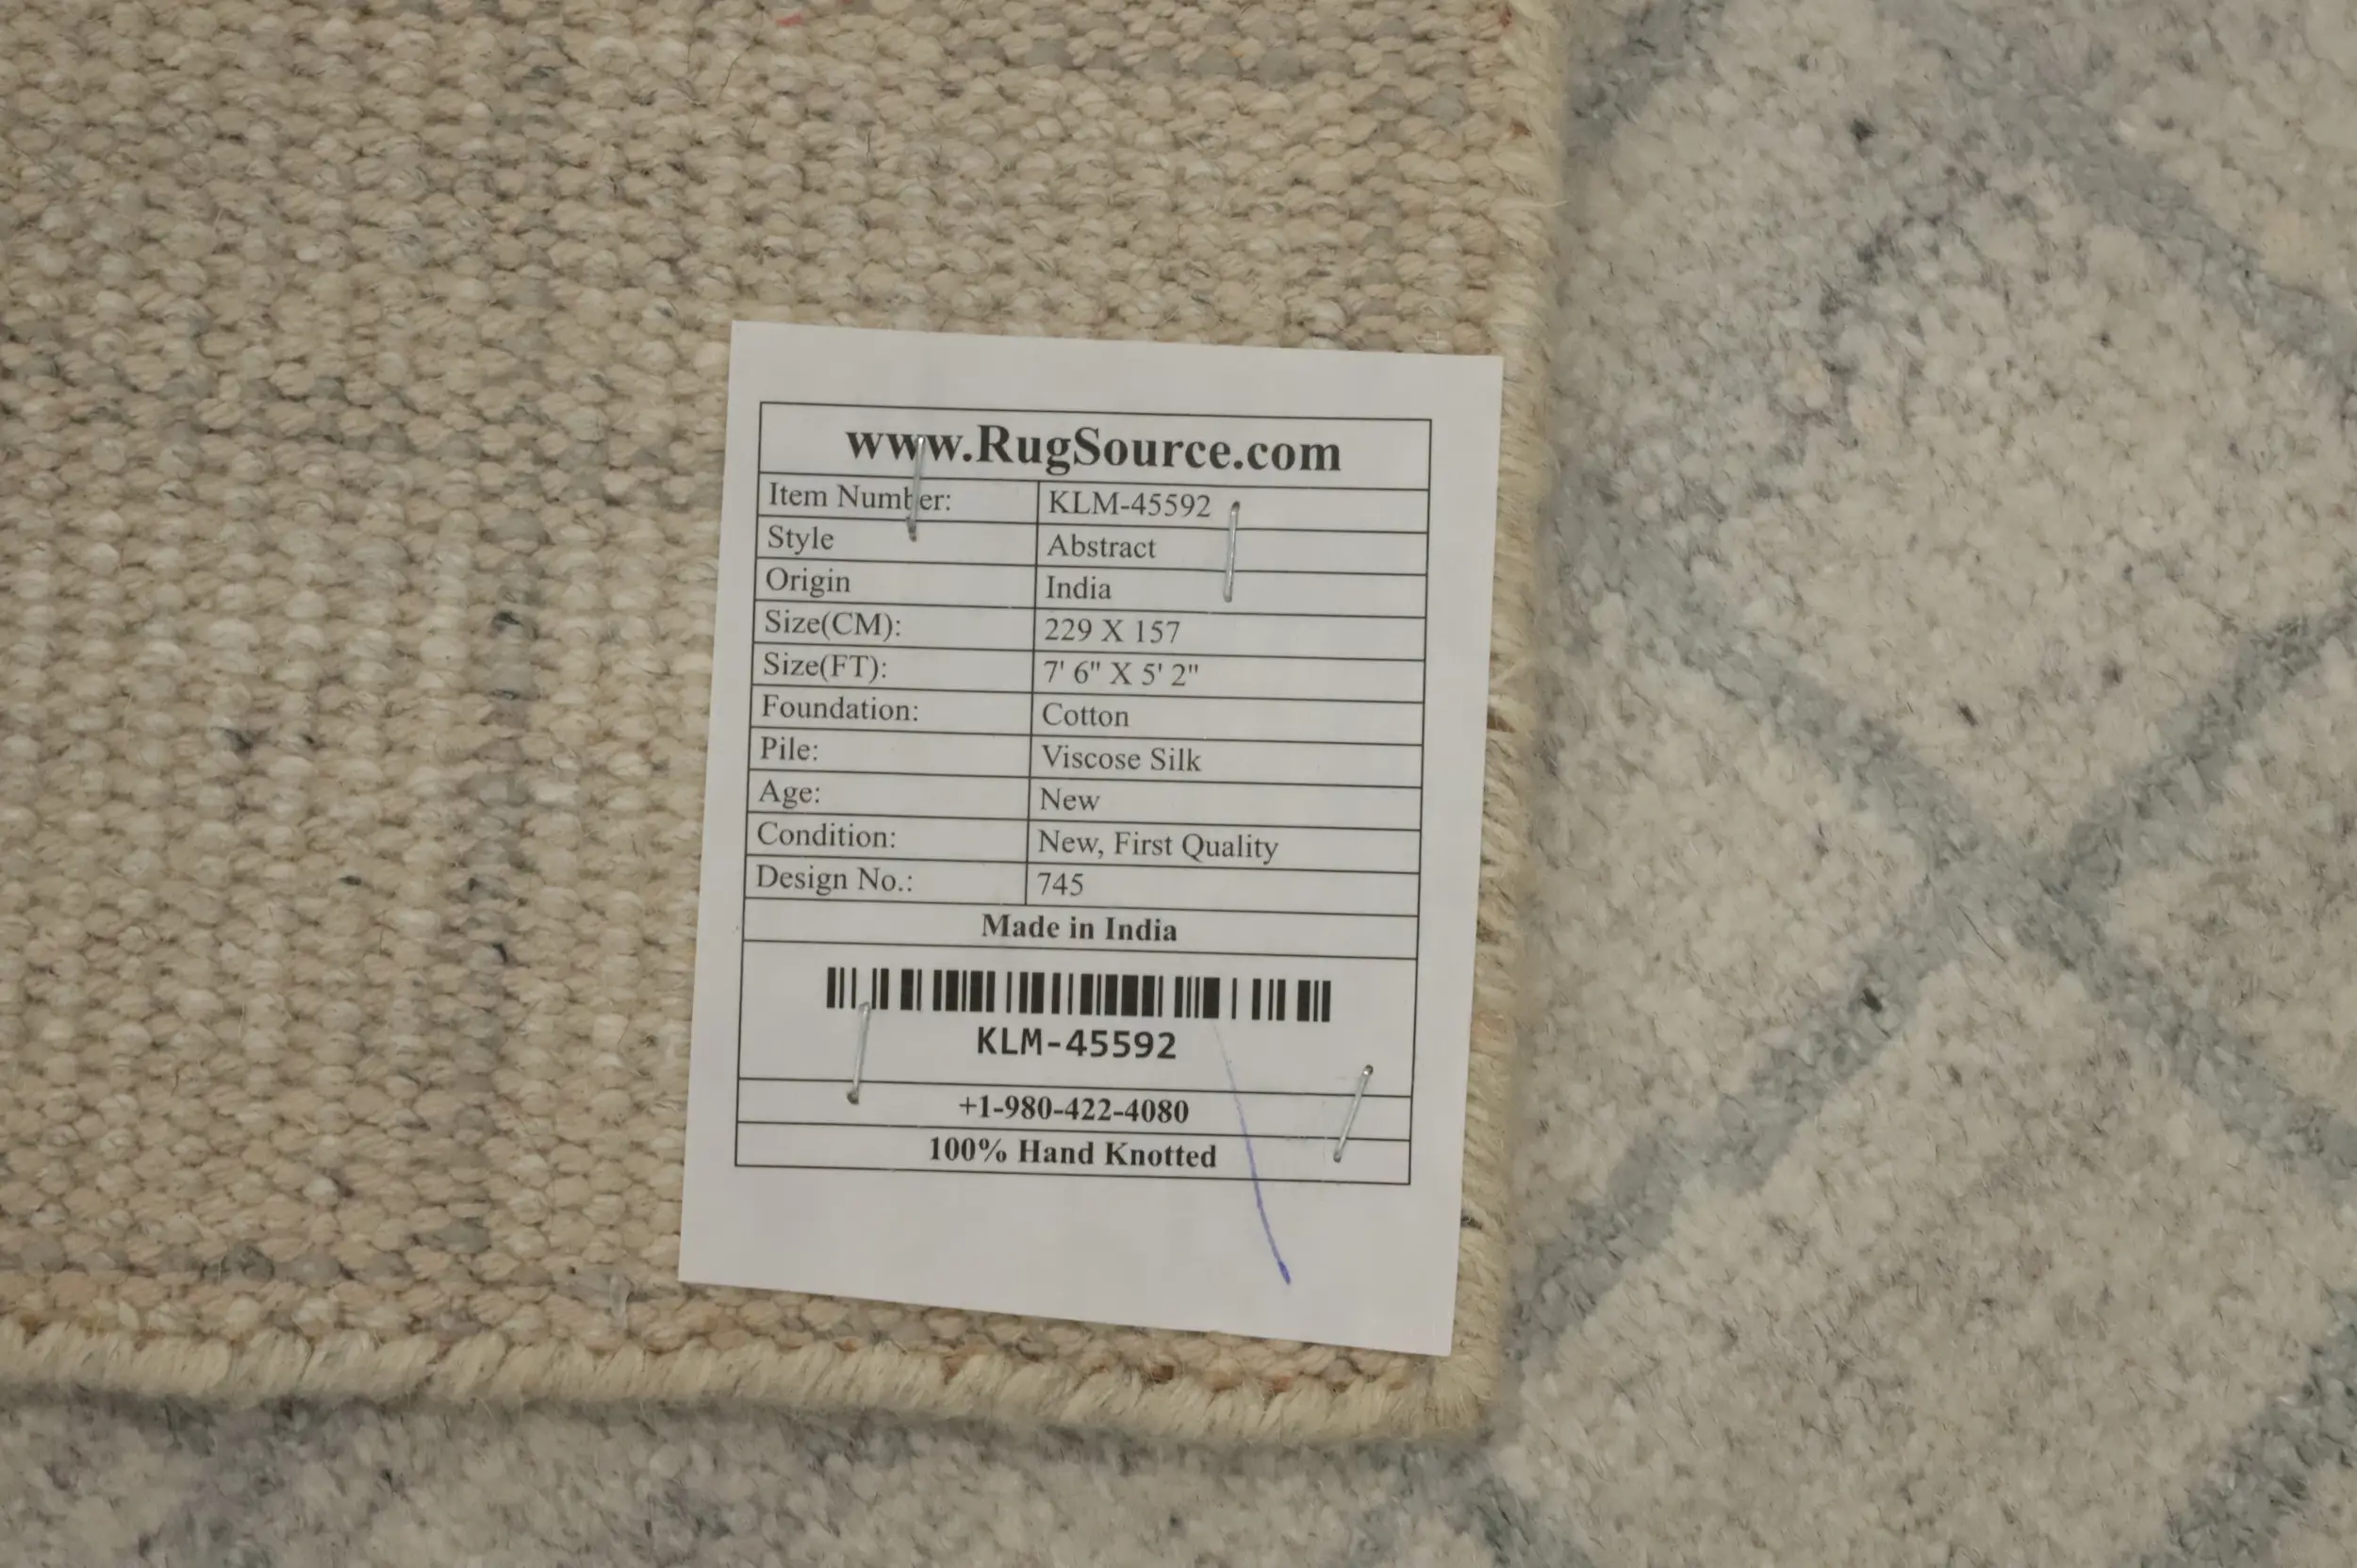 www.RugSource.com
Item Number: KLM-45592
Style Abstract
Origin India
Size(CM): 229 X 157
Size(FT): 7' 6" X 5' 2"
Foundation: Cotton
Pile: Viscose Silk
Age: New
Condition: New, First Quality
Design No.: 745
Made in India
KLM-45592
+1-980-422-4080
100% Hand Knotted